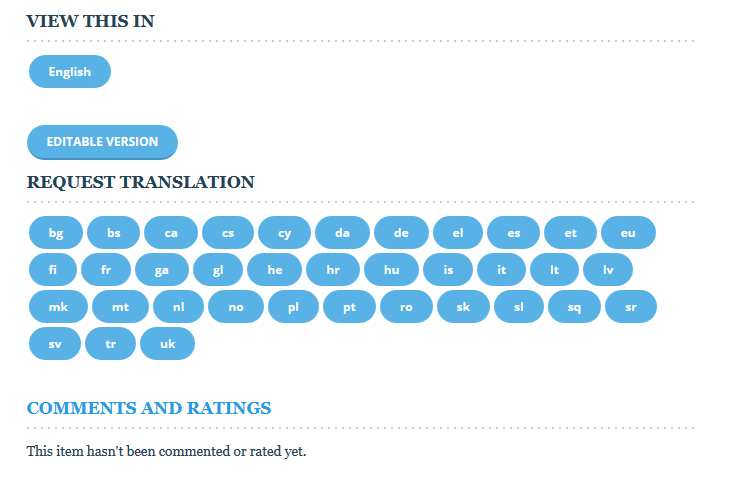 VIEW THIS IN
English
EDITABLE VERSION
REQUEST TRANSLATION
bg bs ca cs cy da de el es et eu
fi fr ga gl he hr hu is it lt lv
mk mt nl no pl pt ro sk sl sq sr
sv tr uk
COMMENTS AND RATINGS
This item hasn't been commented or rated yet.